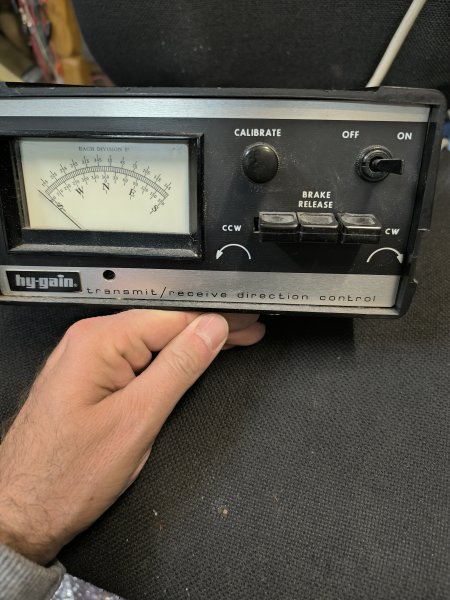 EACH DIVISION 5°
S W N E S
CALIBRATE
OFF ON
BRAKE
RELEASE
CCW CW
hy-gain
transmit/receive direction control